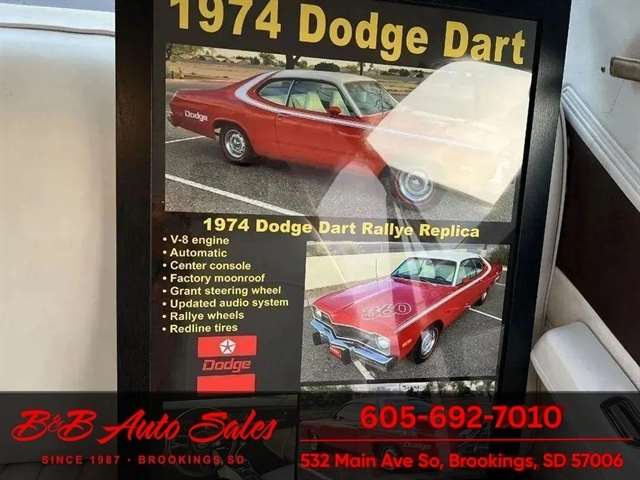 1974 Dodge Dart
Dodge
1974 Dodge Dart Rallye Replica
• V-8 engine
• Automatic
• Center console
• Factory moonroof
• Grant steering wheel
• Updated audio system
• Rallye wheels
• Redline tires
360
Dodge
B&B Auto Sales
SINCE 1987 • BROOKINGS, SD
605-692-7010
532 Main Ave So, Brookings, SD 57006